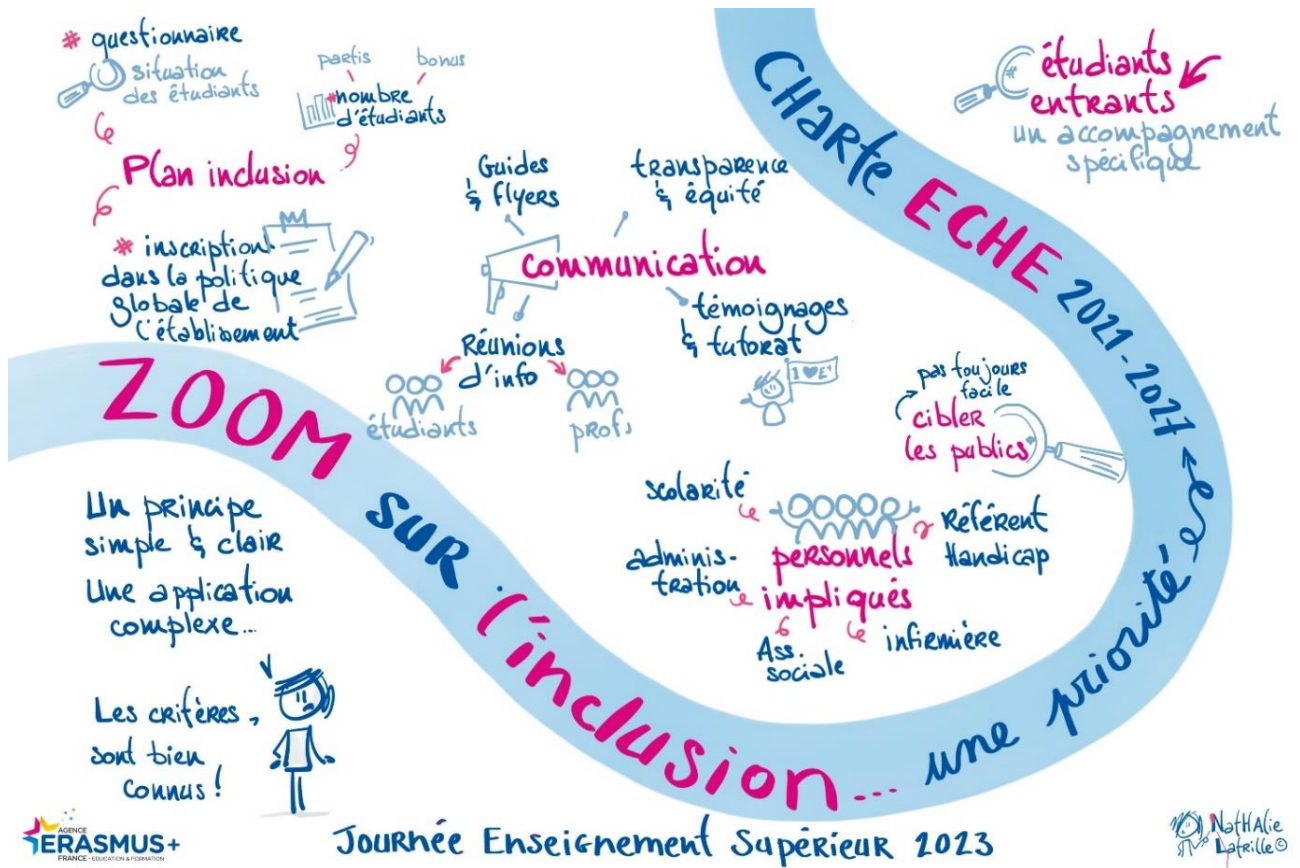 # questionnaire
situation
des étudiants
partis
bonus
#nombre
d'étudiants
Plan inclusion
# inscription
dans la politique
globale de
l'établissement
Guides
& flyers
transparence
& équité
communication
témoignages
& tutorat
I ♥ E+
Réunions
d'info
étudiants
profs
étudiants
entrants
un accompagnement
spécifique
pas toujours
facile
cibler
les publics
scolarité
personnels
impliqués
Référent
Handicap
adminis-
tration
Ass.
sociale
infirmière
ZOOM sur l'inclusion... une priorité
CHARTE ECHE 2021-2027
Un principe
simple & clair
Une application
complexe...
Les critères
sont bien
connus !
AGENCE
ERASMUS+
FRANCE - EDUCATION & FORMATION
Journée Enseignement Supérieur 2023
NatHAlie
Latrille©